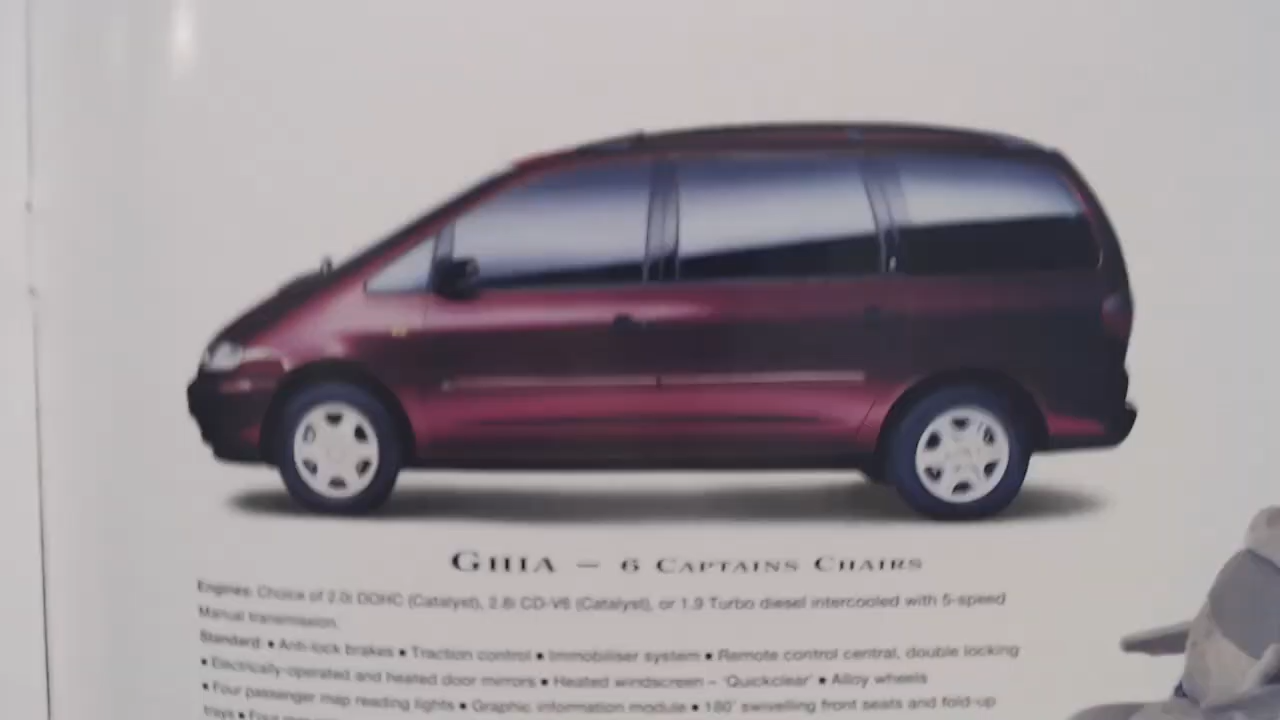 GHIA – 6 CAPTAINS CHAIRS
Engines: Choice of 2.0i DOHC (Catalyst), 2.8i CD-V6 (Catalyst), or 1.9 Turbo diesel intercooled with 5-speed
Manual transmission.
Standard: • Anti-lock brakes • Traction control • Immobiliser system • Remote control central, double locking
• Electrically-operated and heated door mirrors • Heated windscreen – 'Quickclear' • Alloy wheels
• Four passenger map reading lights • Graphic information module • 180° swivelling front seats and fold-up
trays • Four